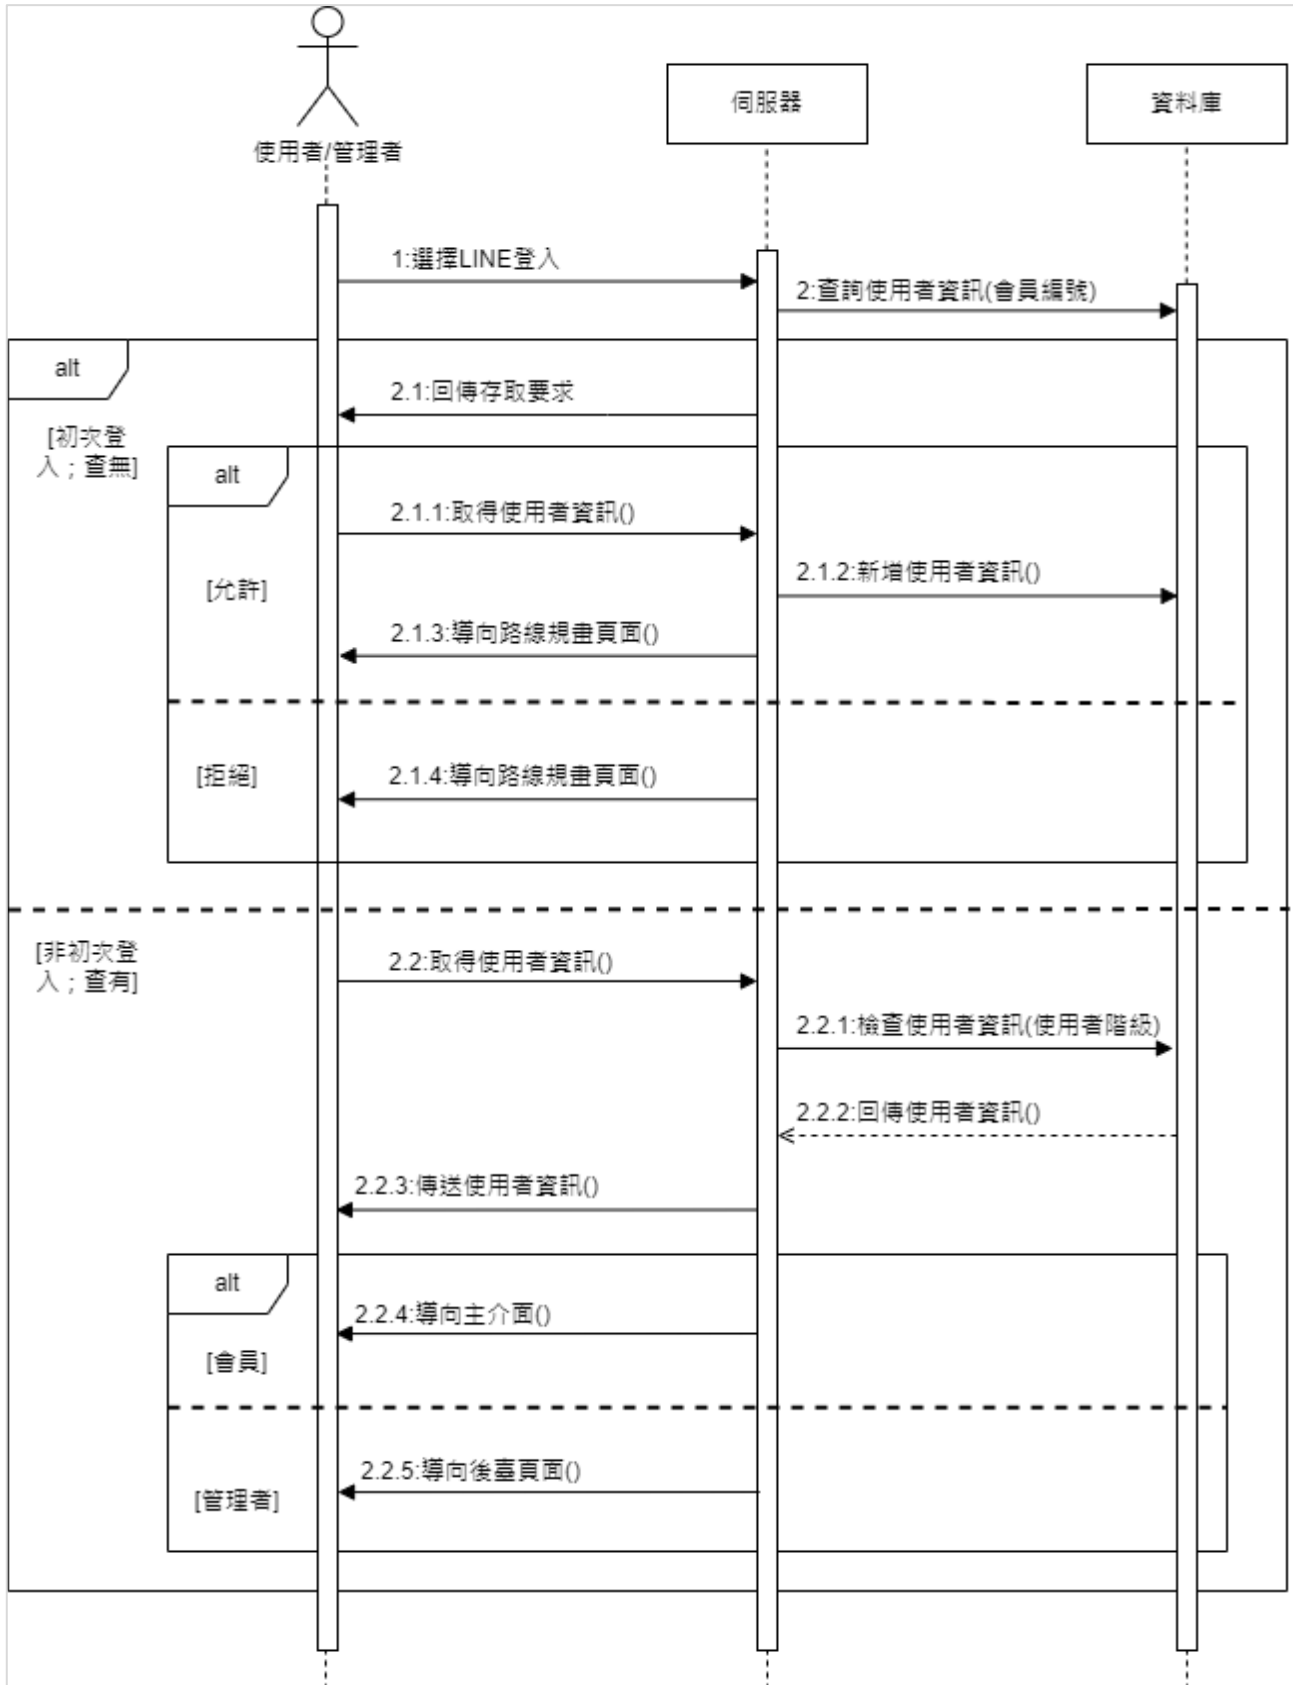 使用者/管理者
伺服器
資料庫
1:選擇LINE登入
2:查詢使用者資訊(會員編號)
alt
2.1:回傳存取要求
[初次登
入；查無]
alt
2.1.1:取得使用者資訊()
[允許]
2.1.2:新增使用者資訊()
2.1.3:導向路線規畫頁面()
[拒絕]
2.1.4:導向路線規畫頁面()
[非初次登
入；查有]
2.2:取得使用者資訊()
2.2.1:檢查使用者資訊(使用者階級)
2.2.2:回傳使用者資訊()
2.2.3:傳送使用者資訊()
alt
2.2.4:導向主介面()
[會員]
2.2.5:導向後臺頁面()
[管理者]